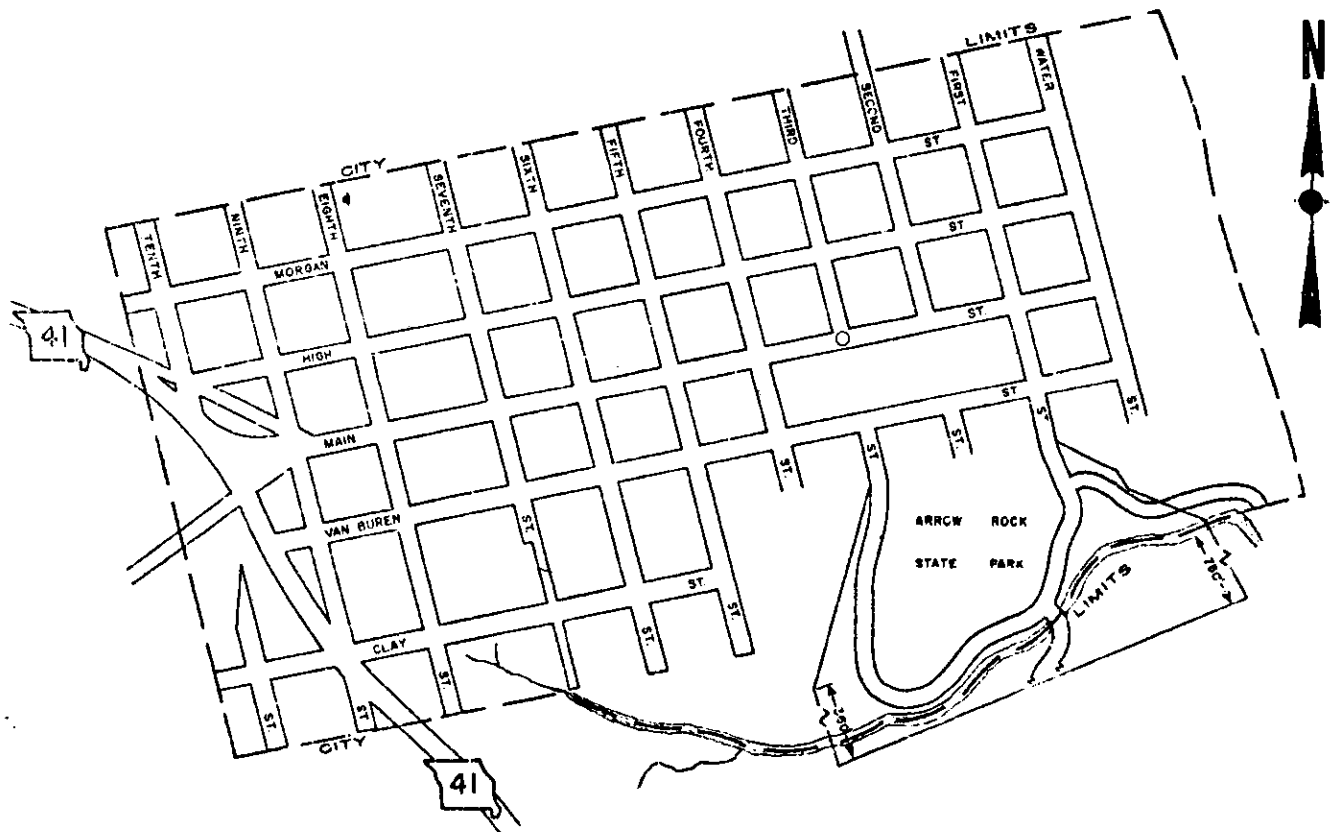 LIMITS
N
WATER
FIRST
SECOND
THIRD
FOURTH
FIFTH
SIXTH
CITY
SEVENTH
EIGHTH
NINTH
TENTH
ST
MORGAN
ST
HIGH
ST.
MAIN
ST
VAN BUREN
ST.
CLAY
41
ST.
ST.
ST
ST.
ST.
ST.
ST.
ST.
ST.
ST.
ARROW ROCK
STATE PARK
LIMITS
CITY
41